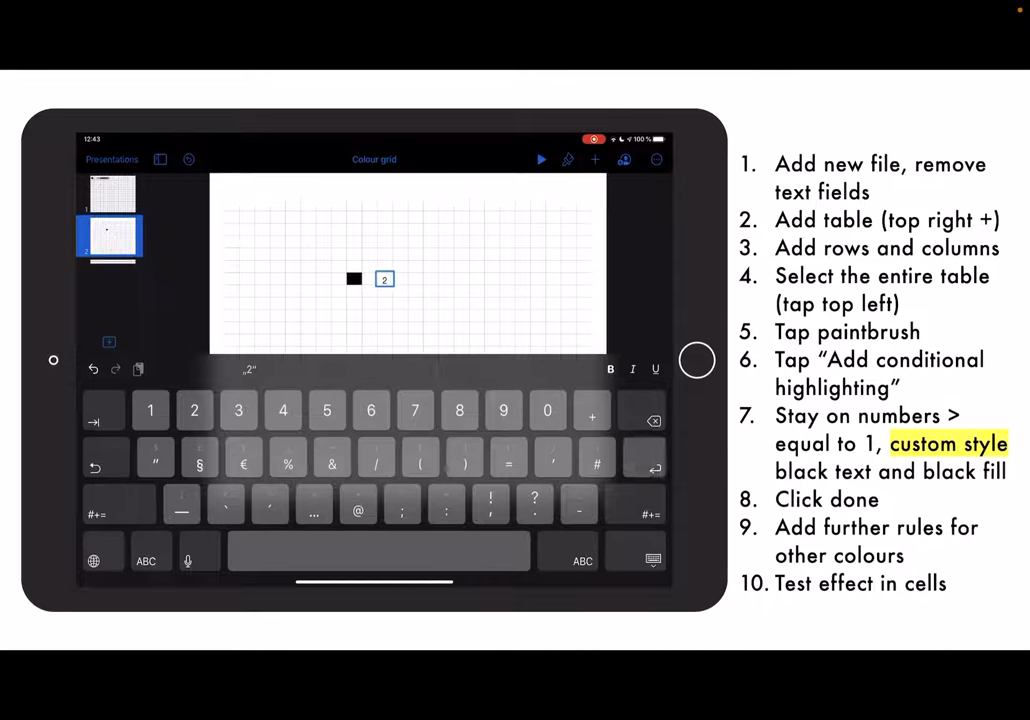 12:43
100 %
Presentations
Colour grid
1
2
2
„2“
B I U
1 2 3 4 5 6 7 8 9 0 +
" § € % & / ( ) = ' #
#+= — ` ´ ... @ ; : ! , ? . - #+=
ABC ABC
1. Add new file, remove
text fields
2. Add table (top right +)
3. Add rows and columns
4. Select the entire table
(tap top left)
5. Tap paintbrush
6. Tap “Add conditional
highlighting”
7. Stay on numbers >
equal to 1, custom style
black text and black fill
8. Click done
9. Add further rules for
other colours
10. Test effect in cells